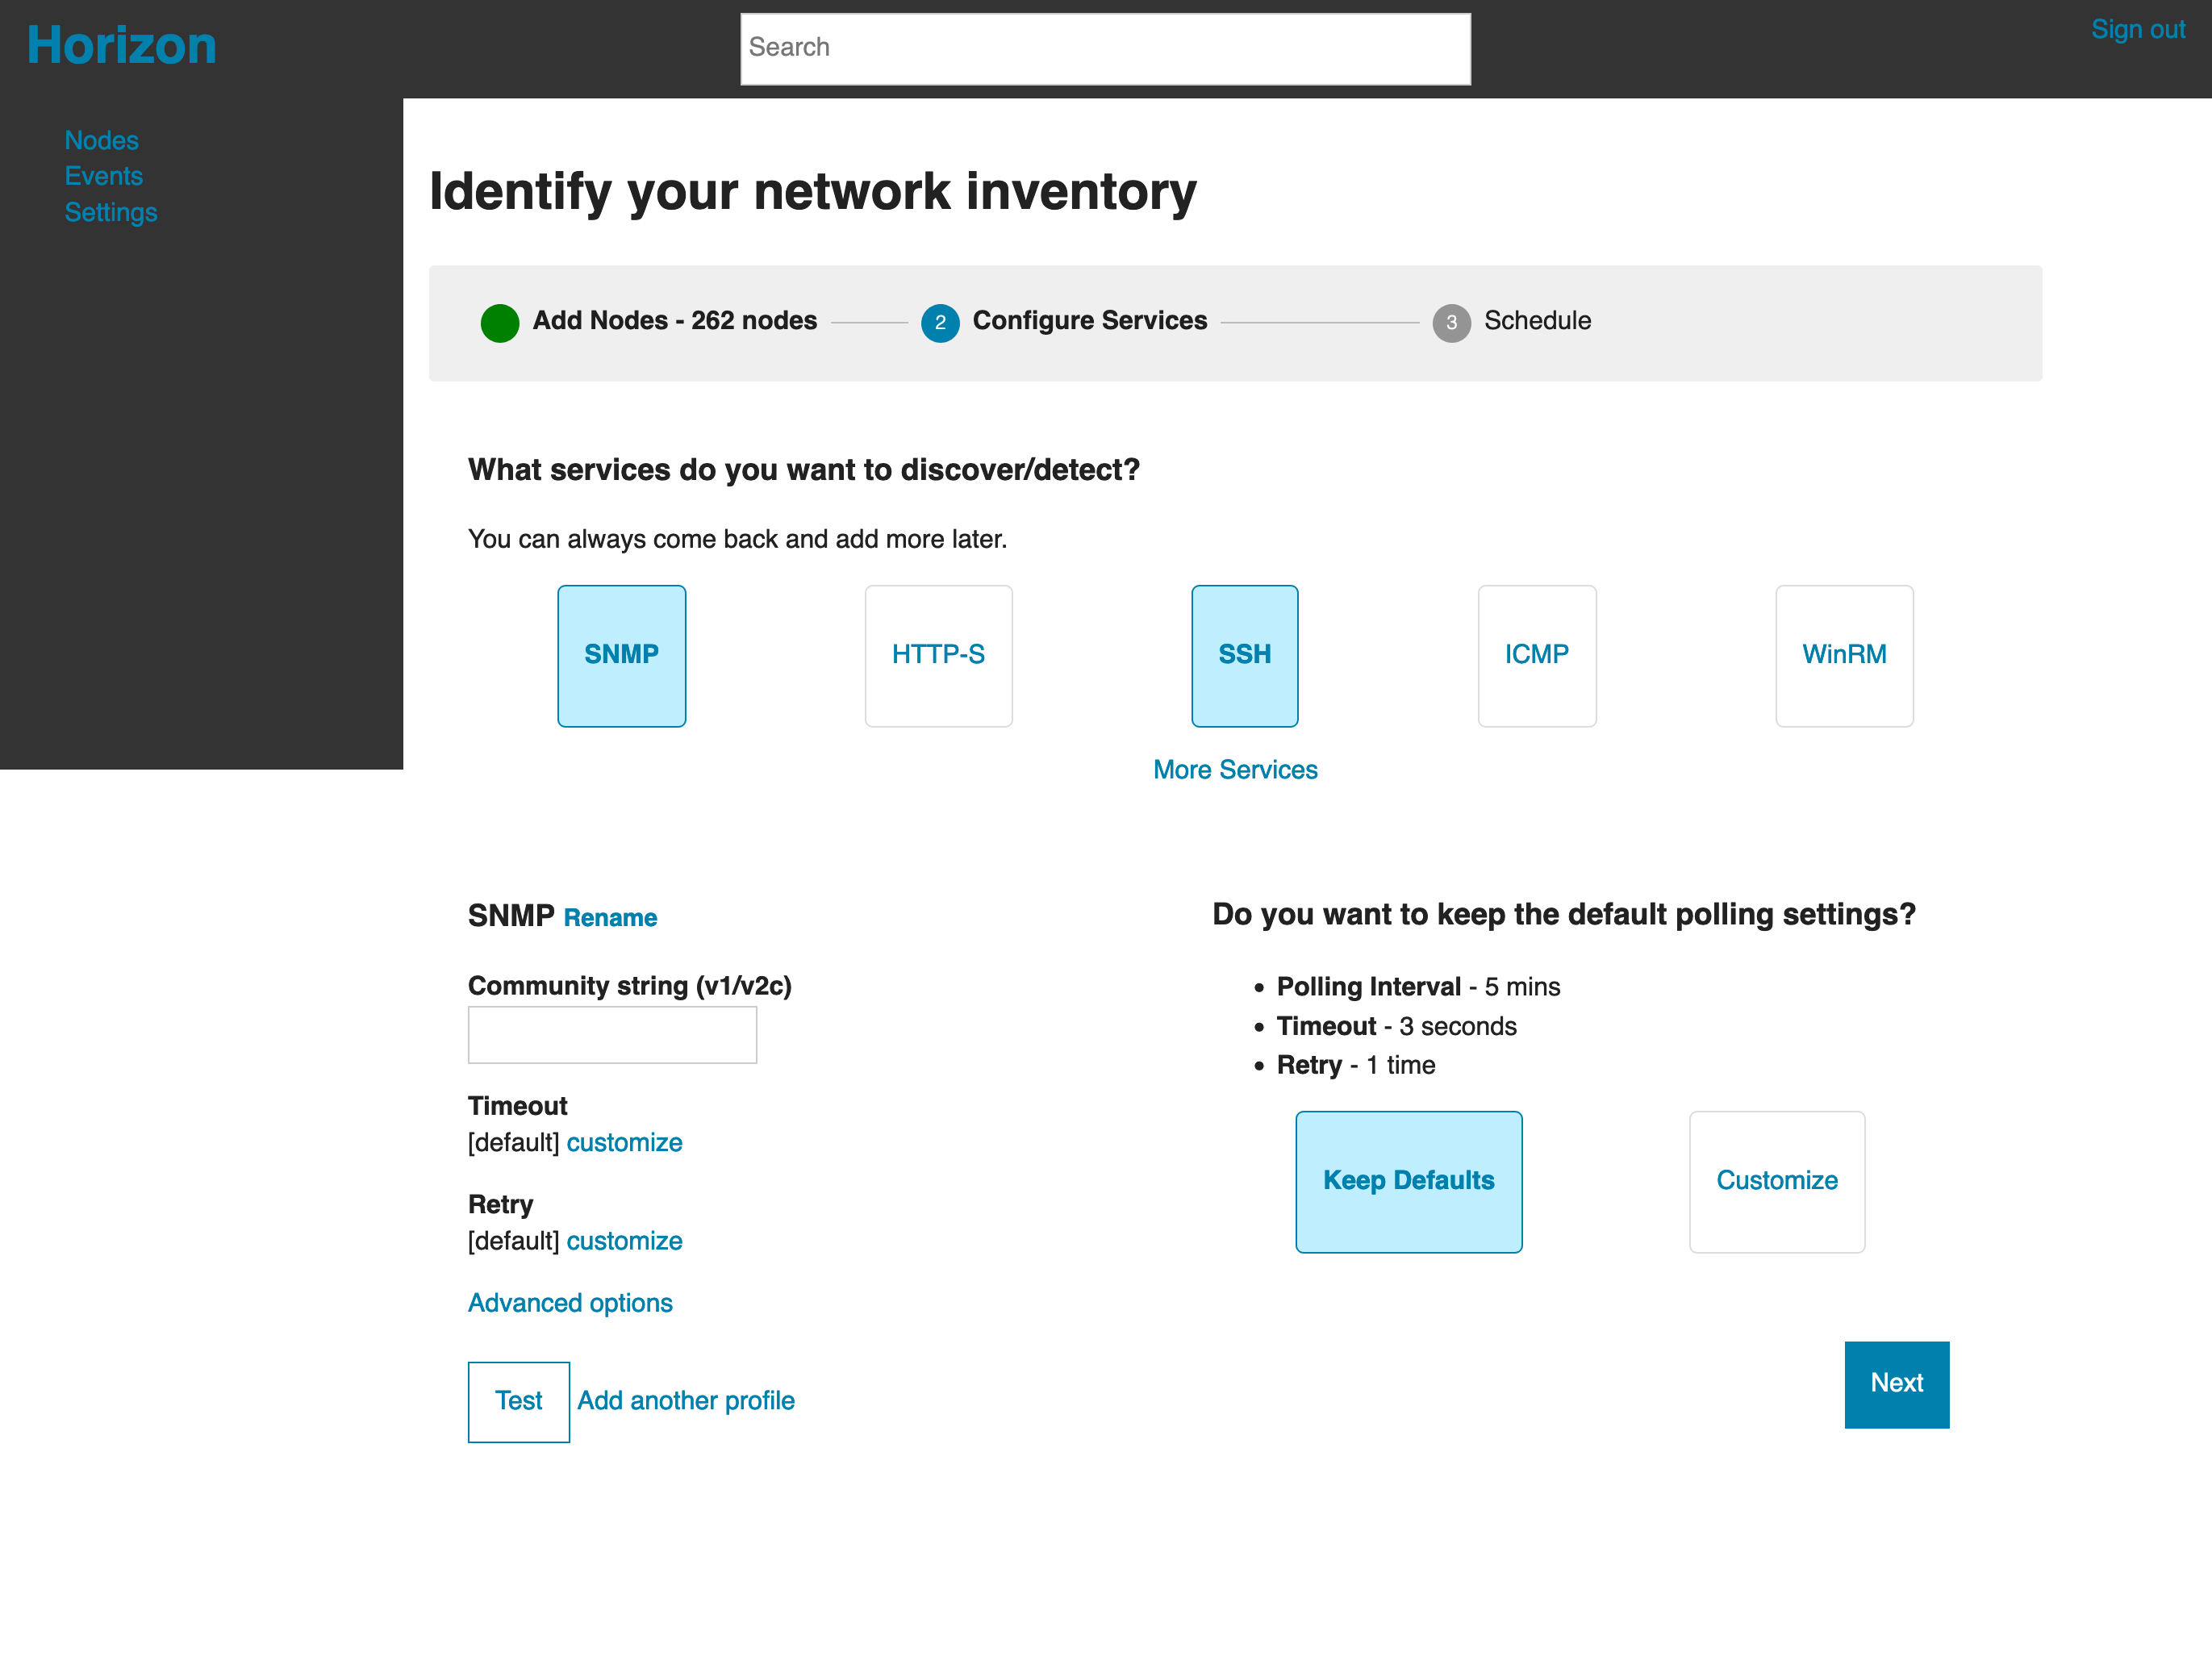 Horizon
Search
Sign out
Nodes
Events
Settings
Identify your network inventory
Add Nodes - 262 nodes
2 Configure Services
3 Schedule
What services do you want to discover/detect?
You can always come back and add more later.
SNMP
HTTP-S
SSH
ICMP
WinRM
More Services
SNMP Rename
Community string (v1/v2c)
Timeout
[default] customize
Retry
[default] customize
Advanced options
Test Add another profile
Do you want to keep the default polling settings?
• Polling Interval - 5 mins
• Timeout - 3 seconds
• Retry - 1 time
Keep Defaults
Customize
Next